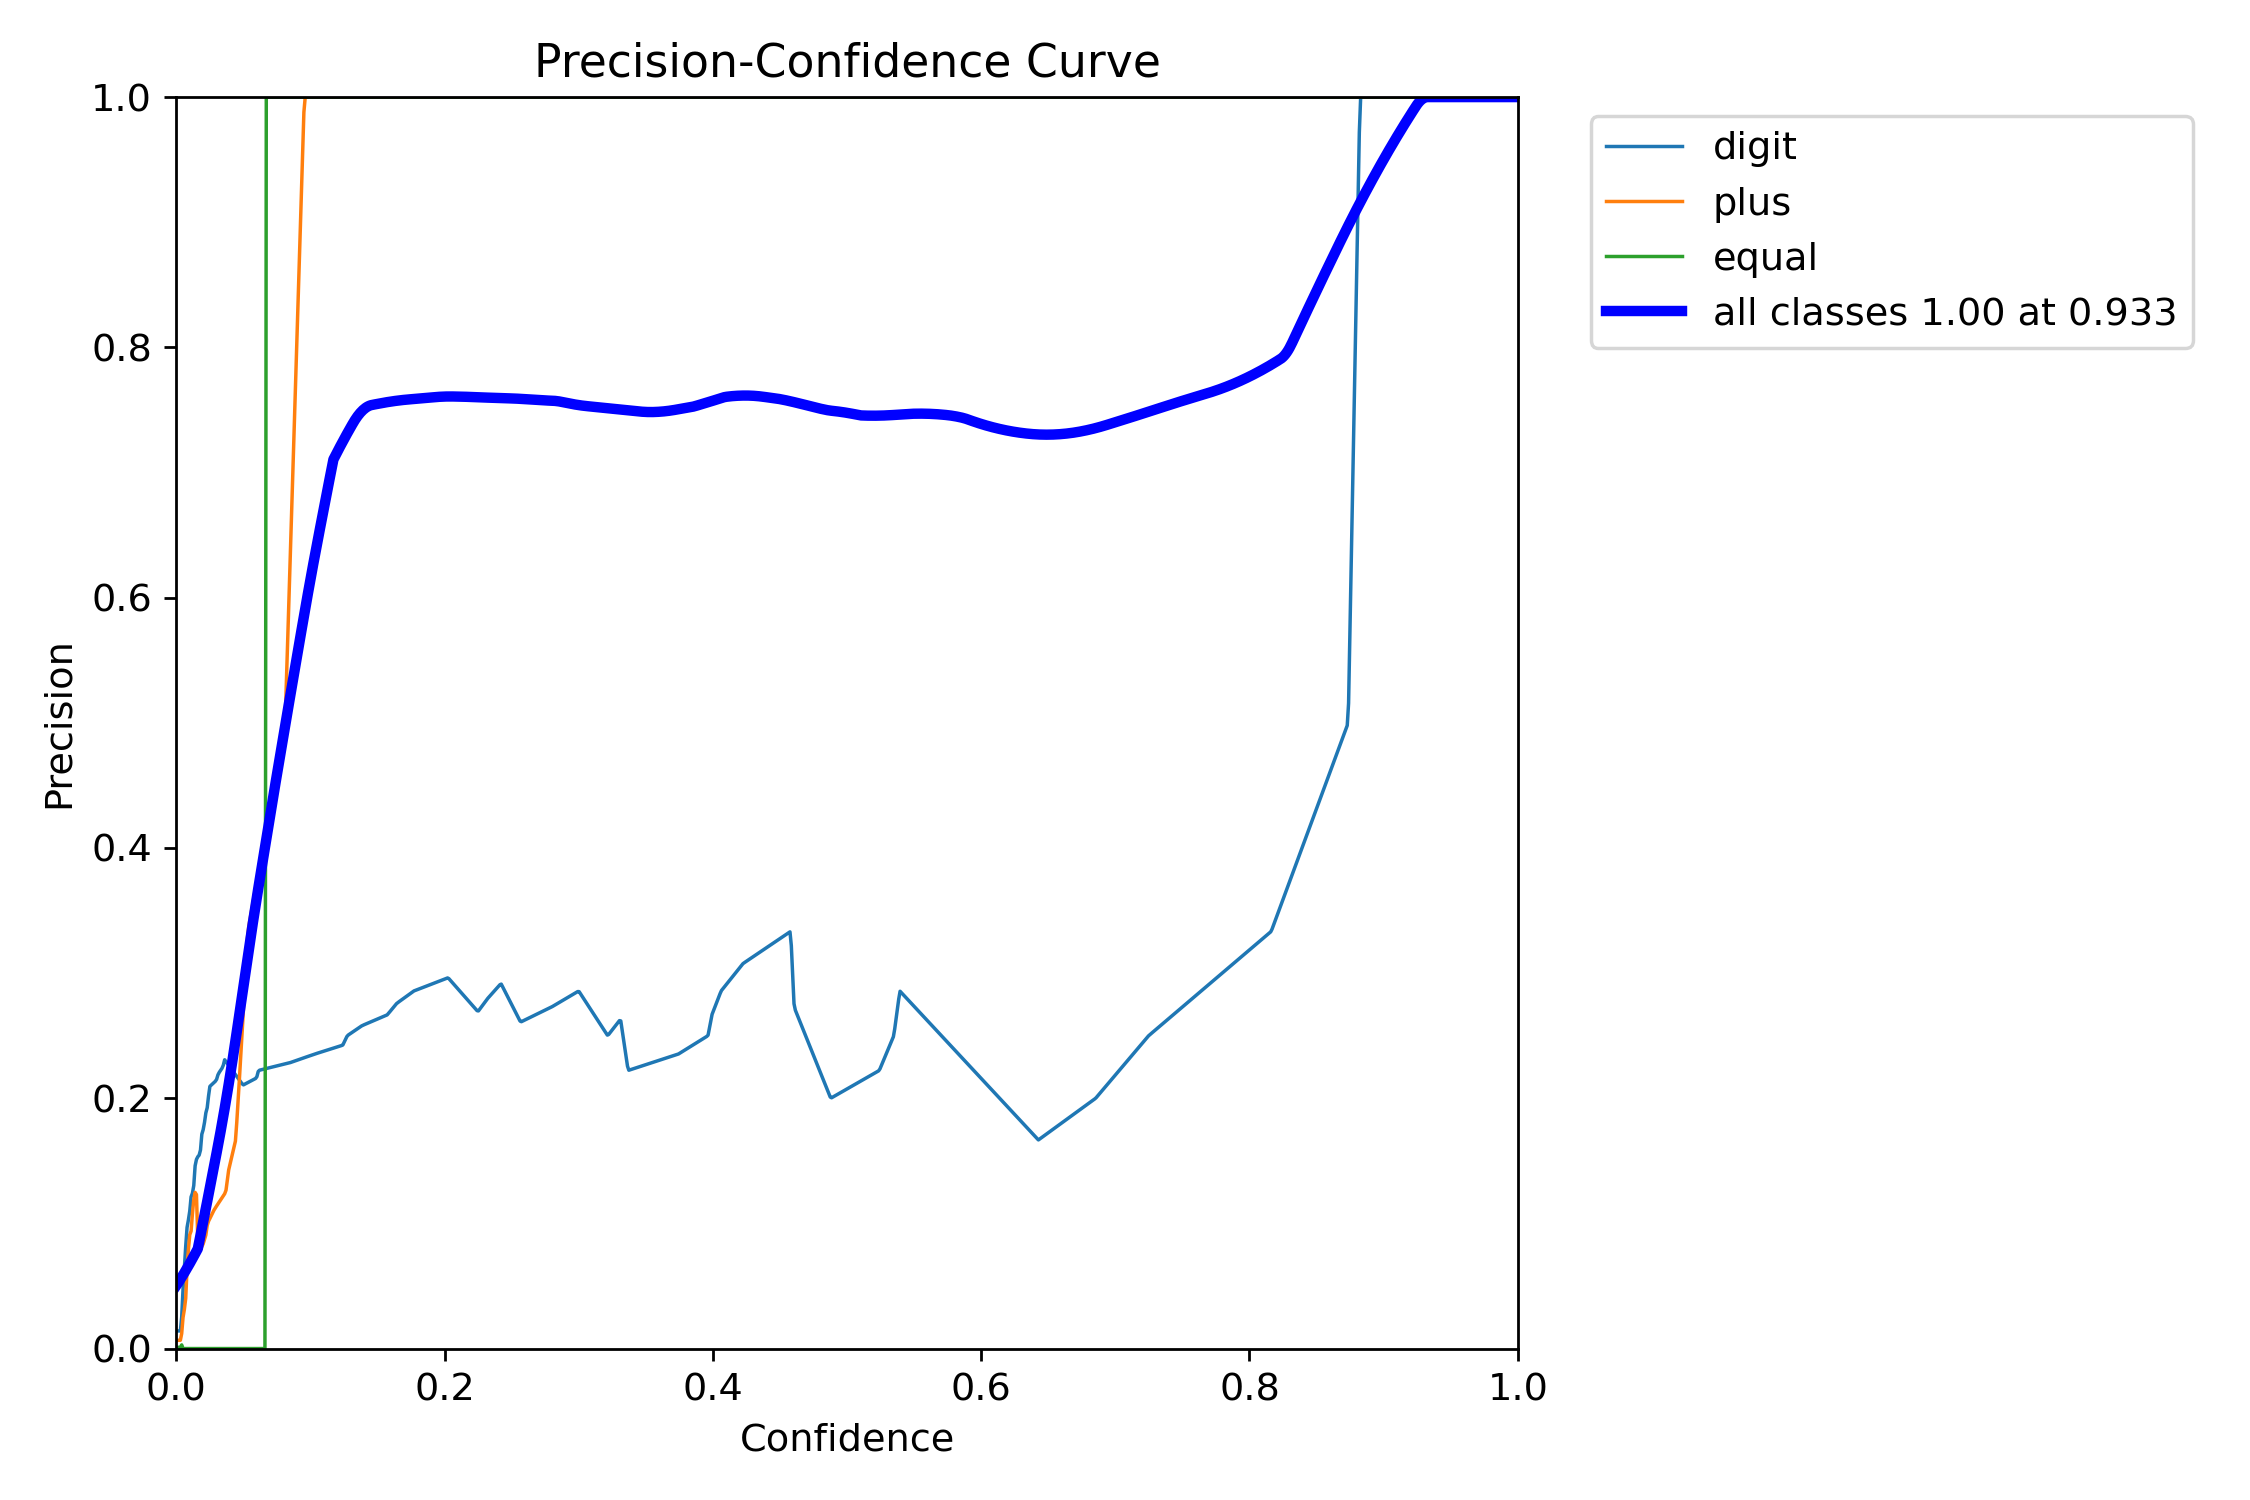 Precision-Confidence Curve
1.0
0.8
0.6
0.4
0.2
0.0
Precision
0.0 0.2 0.4 0.6 0.8 1.0
Confidence
digit
plus
equal
all classes 1.00 at 0.933